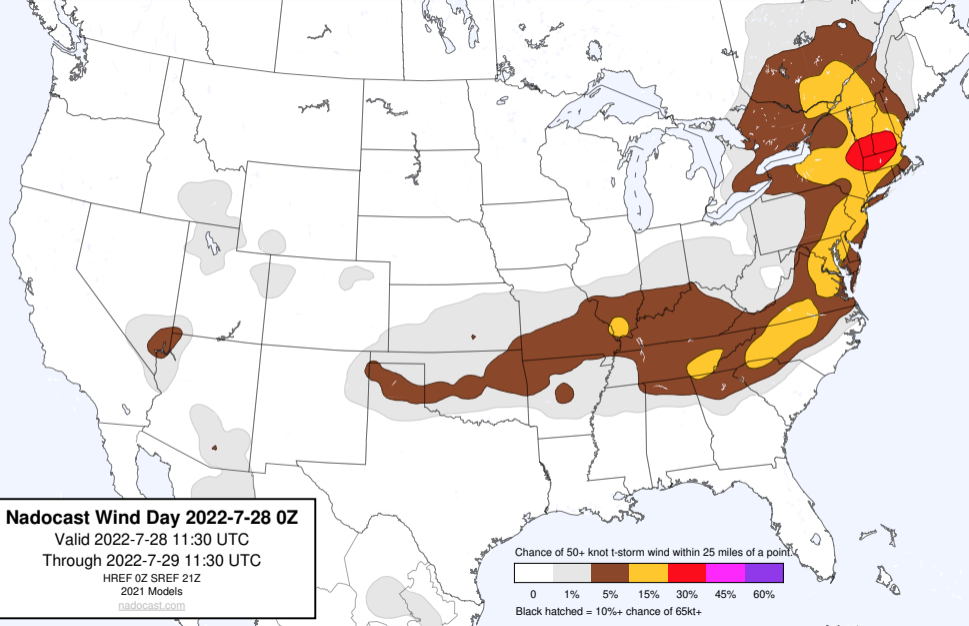 Nadocast Wind Day 2022-7-28 0Z
Valid 2022-7-28 11:30 UTC
Through 2022-7-29 11:30 UTC
HREF 0Z SREF 21Z
2021 Models
nadocast.com
Chance of 50+ knot t-storm wind within 25 miles of a point.
0 1% 5% 15% 30% 45% 60%
Black hatched = 10%+ chance of 65kt+